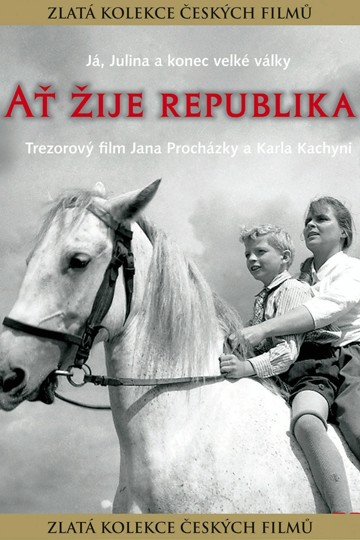 ZLATÁ KOLEKCE ČESKÝCH FILMŮ
Já, Julina a konec velké války
AŤ ŽIJE REPUBLIKA
Trezorový film Jana Procházky a Karla Kachyni
ZLATÁ KOLEKCE ČESKÝCH FILMŮ